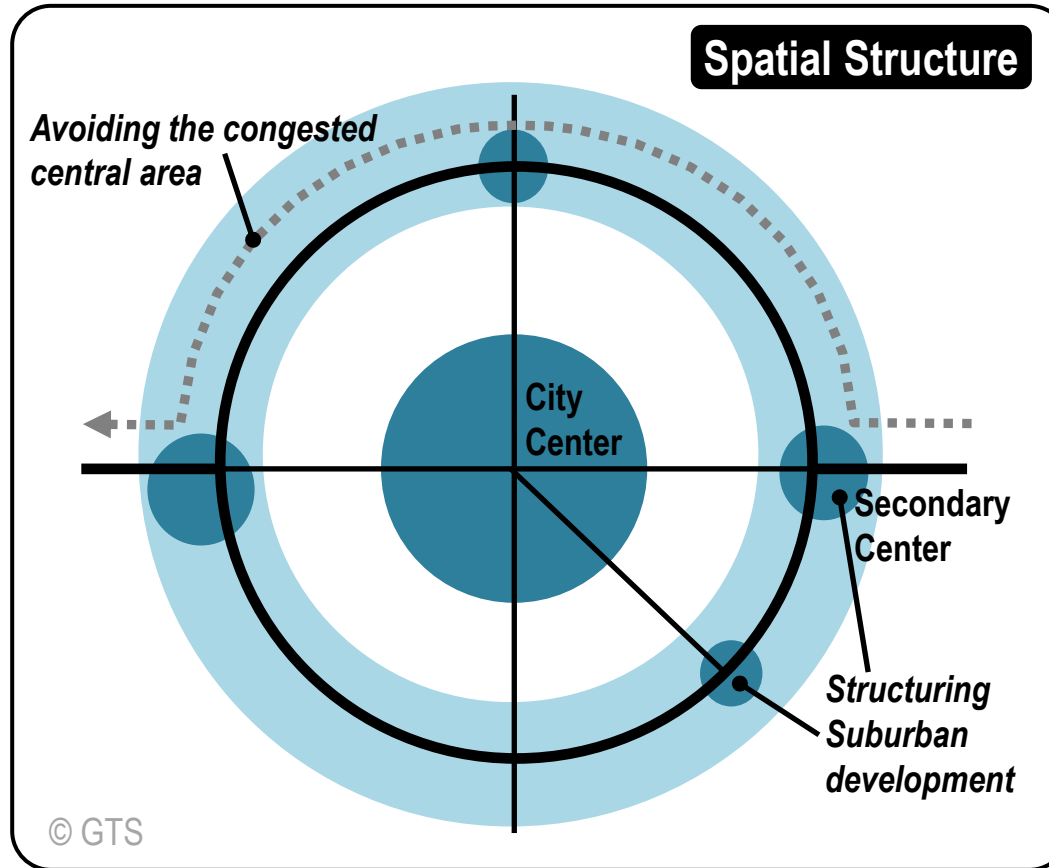 Spatial Structure
Avoiding the congested
central area
City
Center
Secondary
Center
Structuring
Suburban
development
© GTS